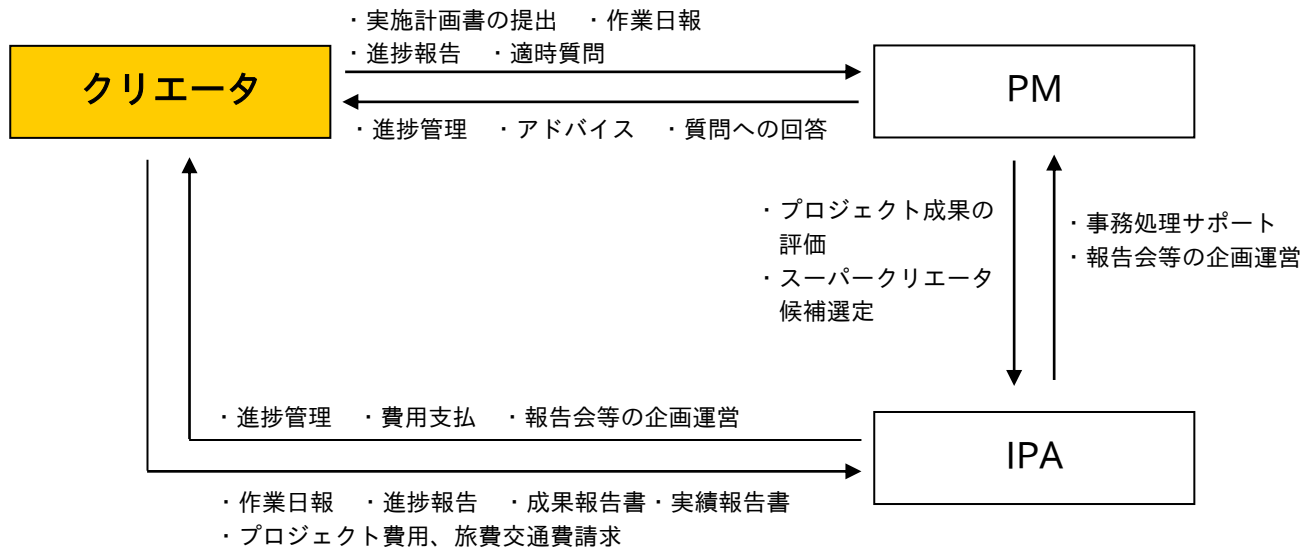 ・実施計画書の提出　・作業日報
・進捗報告　・適時質問
クリエータ
PM
・進捗管理　・アドバイス　・質問への回答
・プロジェクト成果の
評価
・スーパークリエータ
候補選定
・事務処理サポート
・報告会等の企画運営
・進捗管理　・費用支払　・報告会等の企画運営
IPA
・作業日報　・進捗報告　・成果報告書・実績報告書
・プロジェクト費用、旅費交通費請求